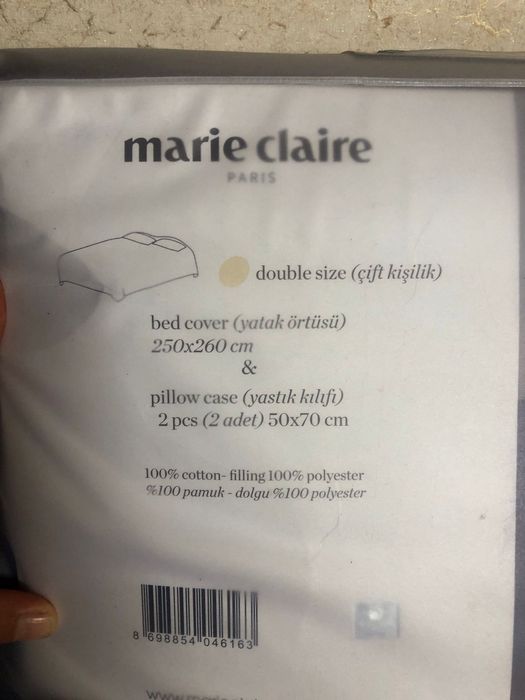 marie claire
PARIS
double size (çift kişilik)
bed cover (yatak örtüsü)
250x260 cm
&
pillow case (yastık kılıfı)
2 pcs (2 adet) 50x70 cm
100% cotton- filling 100% polyester
%100 pamuk - dolgu %100 polyester
8 698854 046163